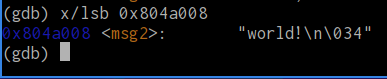 (gdb) x/lsb 0x804a008
0x804a008 <msg2>:        "world!\n\034"
(gdb)